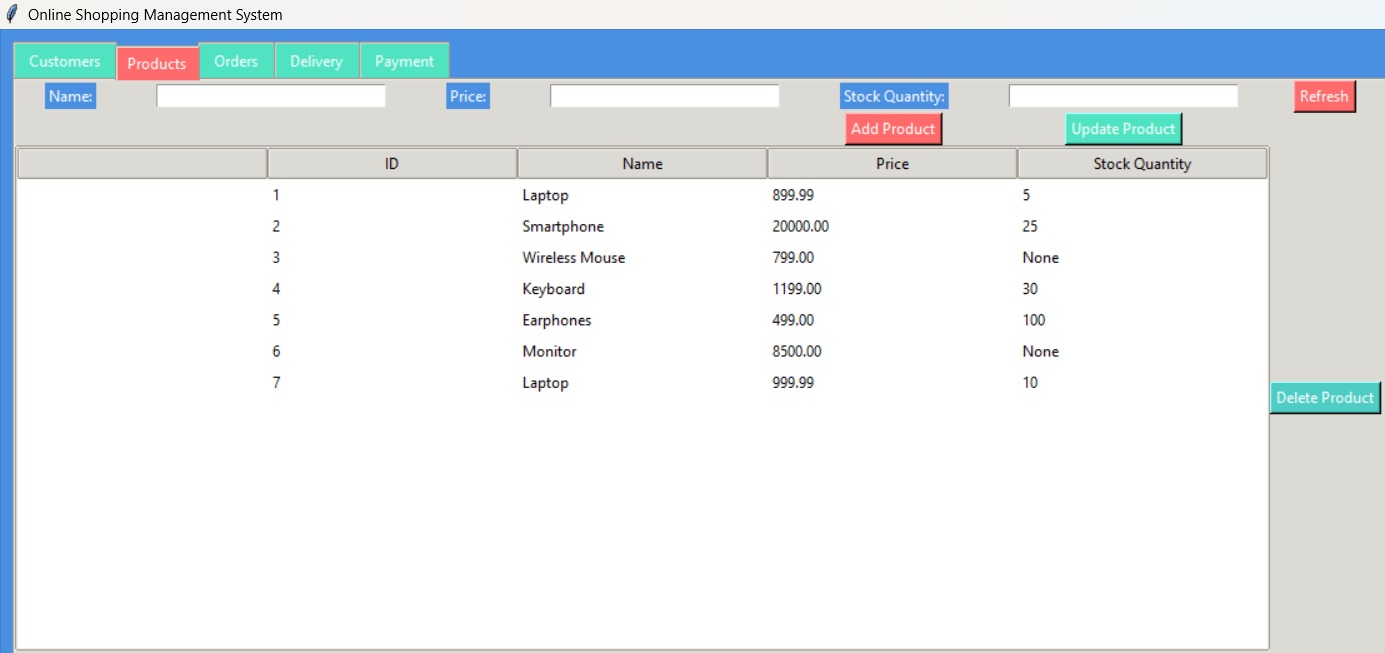 Online Shopping Management System
Customers Products Orders Delivery Payment
Name: Price: Stock Quantity: Refresh
Add Product Update Product
ID Name Price Stock Quantity
1 Laptop 899.99 5
2 Smartphone 20000.00 25
3 Wireless Mouse 799.00 None
4 Keyboard 1199.00 30
5 Earphones 499.00 100
6 Monitor 8500.00 None
7 Laptop 999.99 10
Delete Product